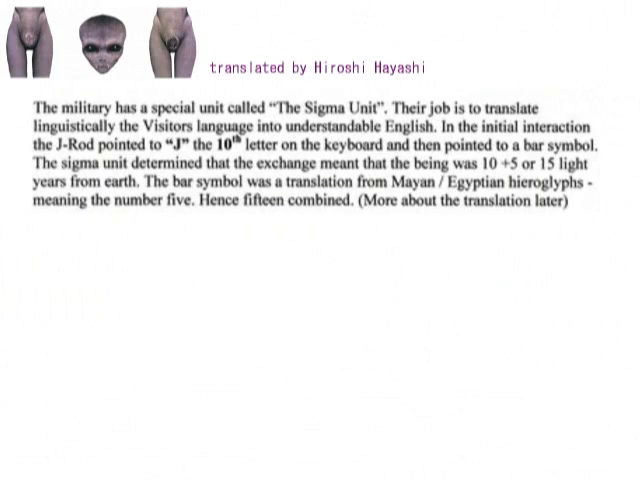 translated by Hiroshi Hayashi
The military has a special unit called “The Sigma Unit”. Their job is to translate
linguistically the Visitors language into understandable English. In the initial interaction
the J-Rod pointed to “J” the 10th letter on the keyboard and then pointed to a bar symbol.
The sigma unit determined that the exchange meant that the being was 10 +5 or 15 light
years from earth. The bar symbol was a translation from Mayan / Egyptian hieroglyphs -
meaning the number five. Hence fifteen combined. (More about the translation later)